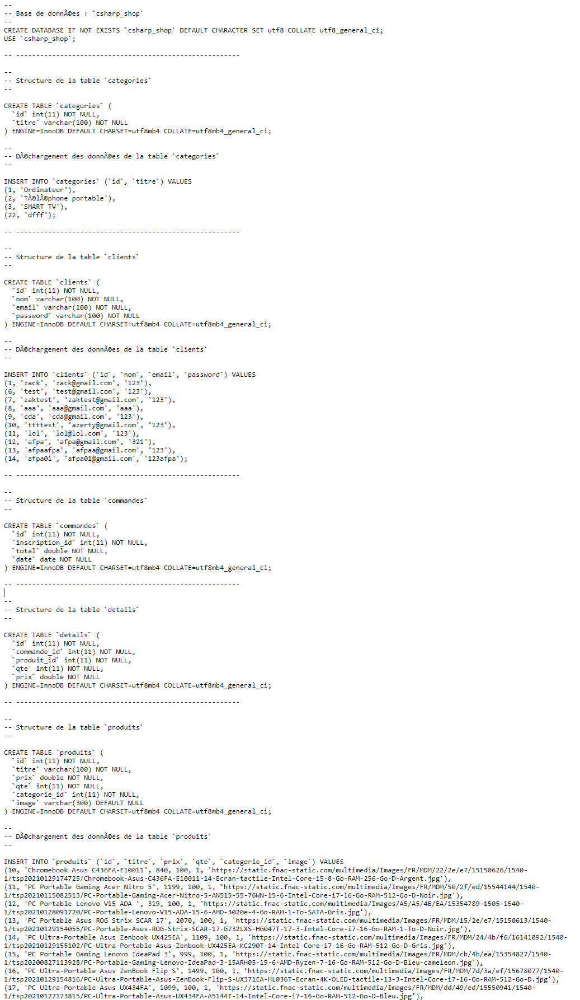 --
-- Base de donnÃ©es : `csharp_shop`
--
CREATE DATABASE IF NOT EXISTS `csharp_shop` DEFAULT CHARACTER SET utf8 COLLATE utf8_general_ci;
USE `csharp_shop`;
-- --------------------------------------------------------
--
-- Structure de la table `categories`
--
CREATE TABLE `categories` (
  `id` int(11) NOT NULL,
  `titre` varchar(100) NOT NULL
) ENGINE=InnoDB DEFAULT CHARSET=utf8mb4 COLLATE=utf8mb4_general_ci;
--
-- DÃ©chargement des donnÃ©es de la table `categories`
--
INSERT INTO `categories` (`id`, `titre`) VALUES
(1, 'Ordinateur'),
(2, 'TÃ©lÃ©phone portable'),
(3, 'SMART TV'),
(22, 'dfff');
-- --------------------------------------------------------
--
-- Structure de la table `clients`
--
CREATE TABLE `clients` (
  `id` int(11) NOT NULL,
  `nom` varchar(100) NOT NULL,
  `email` varchar(100) NOT NULL,
  `password` varchar(100) NOT NULL
) ENGINE=InnoDB DEFAULT CHARSET=utf8mb4 COLLATE=utf8mb4_general_ci;
--
-- DÃ©chargement des donnÃ©es de la table `clients`
--
INSERT INTO `clients` (`id`, `nom`, `email`, `password`) VALUES
(1, 'zack', 'zack@gmail.com', '123'),
(6, 'test', 'test@gmail.com', '123'),
(7, 'zaktest', 'zaktest@gmail.com', '123'),
(8, 'aaa', 'aaa@gmail.com', 'aaa'),
(9, 'cda', 'cda@gmail.com', '123'),
(10, 'ttttest', 'azerty@gmail.com', '123'),
(11, 'lol', 'lol@lol.com', '123'),
(12, 'afpa', 'afpa@gmail.com', '321'),
(13, 'afpaafpa', 'afpaa@gmail.com', '123'),
(14, 'afpa01', 'afpa01@gmail.com', '123afpa');
-- --------------------------------------------------------
--
-- Structure de la table `commandes`
--
CREATE TABLE `commandes` (
  `id` int(11) NOT NULL,
  `inscription_id` int(11) NOT NULL,
  `total` double NOT NULL,
  `date` date NOT NULL
) ENGINE=InnoDB DEFAULT CHARSET=utf8mb4 COLLATE=utf8mb4_general_ci;
-- --------------------------------------------------------
--
-- Structure de la table `details`
--
CREATE TABLE `details` (
  `id` int(11) NOT NULL,
  `commande_id` int(11) NOT NULL,
  `produit_id` int(11) NOT NULL,
  `qte` int(11) NOT NULL,
  `prix` double NOT NULL
) ENGINE=InnoDB DEFAULT CHARSET=utf8mb4 COLLATE=utf8mb4_general_ci;
-- --------------------------------------------------------
--
-- Structure de la table `produits`
--
CREATE TABLE `produits` (
  `id` int(11) NOT NULL,
  `titre` varchar(100) NOT NULL,
  `prix` double NOT NULL,
  `qte` int(11) NOT NULL,
  `categorie_id` int(11) NOT NULL,
  `image` varchar(300) DEFAULT NULL
) ENGINE=InnoDB DEFAULT CHARSET=utf8mb4 COLLATE=utf8mb4_general_ci;
--
-- DÃ©chargement des donnÃ©es de la table `produits`
--
INSERT INTO `produits` (`id`, `titre`, `prix`, `qte`, `categorie_id`, `image`) VALUES
(10, 'Chromebook Asus C436FA-E10011', 840, 100, 1, 'https://static.fnac-static.com/multimedia/Images/FR/MDM/22/2e/e7/15150626/1540-
1/tsp20210129174725/Chromebook-Asus-C436FA-E10011-14-Ecran-tactile-Intel-Core-i5-8-Go-RAM-256-Go-D-Argent.jpg'),
(11, 'PC Portable Gaming Acer Nitro 5', 1199, 100, 1, 'https://static.fnac-static.com/multimedia/Images/FR/MDM/50/2f/ed/15544144/1540-
1/tsp20210115082513/PC-Portable-Gaming-Acer-Nitro-5-AN515-55-76WN-15-6-Intel-Core-i7-16-Go-RAM-512-Go-D-Noir.jpg'),
(12, 'PC Portable Lenovo V15 ADA ', 319, 100, 1, 'https://static.fnac-static.com/multimedia/Images/A5/A5/4B/EA/15354789-1505-1540-
1/tsp20210128091720/PC-Portable-Lenovo-V15-ADA-15-6-AMD-3020e-4-Go-RAM-1-To-SATA-Gris.jpg'),
(13, 'PC Portable Asus ROG Strix SCAR 17', 2070, 100, 1, 'https://static.fnac-static.com/multimedia/Images/FR/MDM/15/2e/e7/15150613/1540-
1/tsp20210129154055/PC-Portable-Asus-ROG-Strix-SCAR-17-G732LXS-HG047T-17-3-Intel-Core-i7-16-Go-RAM-1-To-D-Noir.jpg'),
(14, 'PC Ultra-Portable Asus Zenbook UX425EA', 1109, 100, 1, 'https://static.fnac-static.com/multimedia/Images/FR/MDM/24/4b/f6/16141092/1540-
1/tsp20210129155102/PC-Ultra-Portable-Asus-Zenbook-UX425EA-KC290T-14-Intel-Core-i7-16-Go-RAM-512-Go-D-Gris.jpg'),
(15, 'PC Portable Gaming Lenovo IdeaPad 3', 999, 100, 1, 'https://static.fnac-static.com/multimedia/Images/FR/MDM/cb/4b/ea/15354827/1540-
1/tsp20200827113928/PC-Portable-Gaming-Lenovo-IdeaPad-3-15ARH05-15-6-AMD-Ryzen-7-16-Go-RAM-512-Go-D-Bleu-cameleon.jpg'),
(16, 'PC Ultra-Portable Asus ZenBook Flip S', 1499, 100, 1, 'https://static.fnac-static.com/multimedia/Images/FR/MDM/7d/3a/ef/15678077/1540-
1/tsp20210129154816/PC-Ultra-Portable-Asus-ZenBook-Flip-S-UX371EA-HL036T-Ecran-4K-OLED-tactile-13-3-Intel-Core-i7-16-Go-RAM-512-Go-D.jpg'),
(17, 'PC Ultra-Portable Asus UX434FA', 1099, 100, 1, 'https://static.fnac-static.com/multimedia/Images/FR/MDM/dd/49/ed/15550941/1540-
1/tsp20210127173815/PC-Ultra-Portable-Asus-UX434FA-A5144T-14-Intel-Core-i7-16-Go-RAM-512-Go-D-Bleu.jpg'),